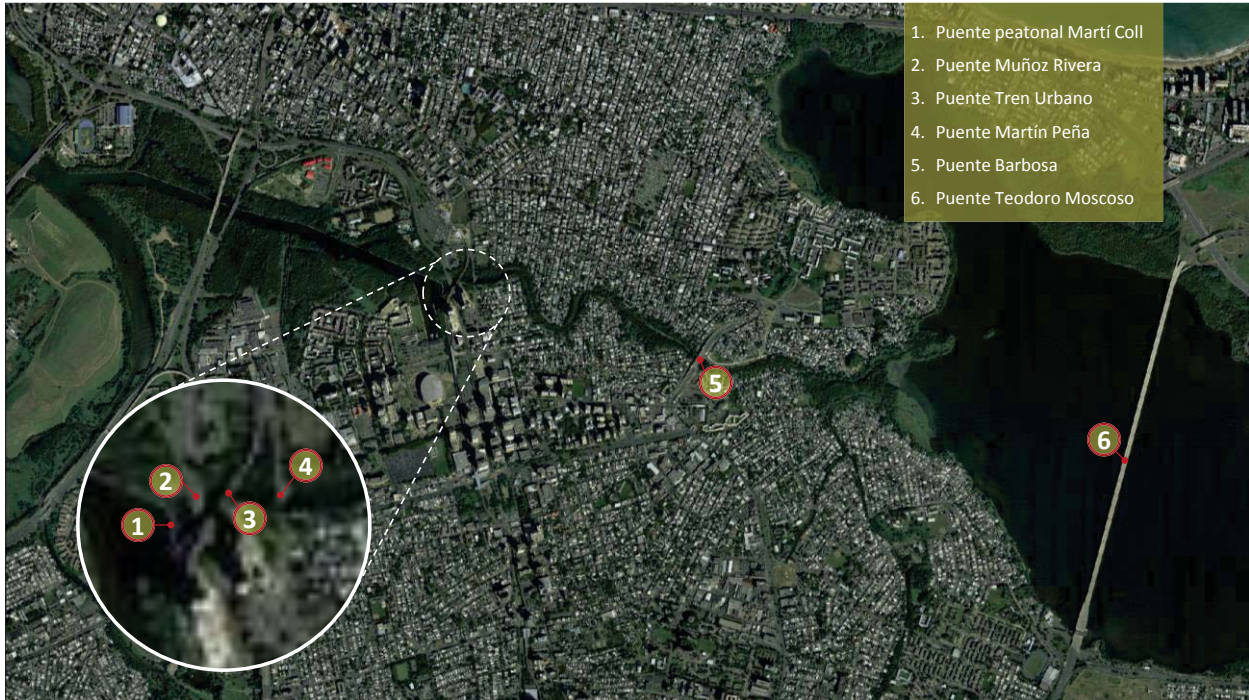 1. Puente peatonal Martí Coll
2. Puente Muñoz Rivera
3. Puente Tren Urbano
4. Puente Martín Peña
5. Puente Barbosa
6. Puente Teodoro Moscoso
5
6
2
4
1
3